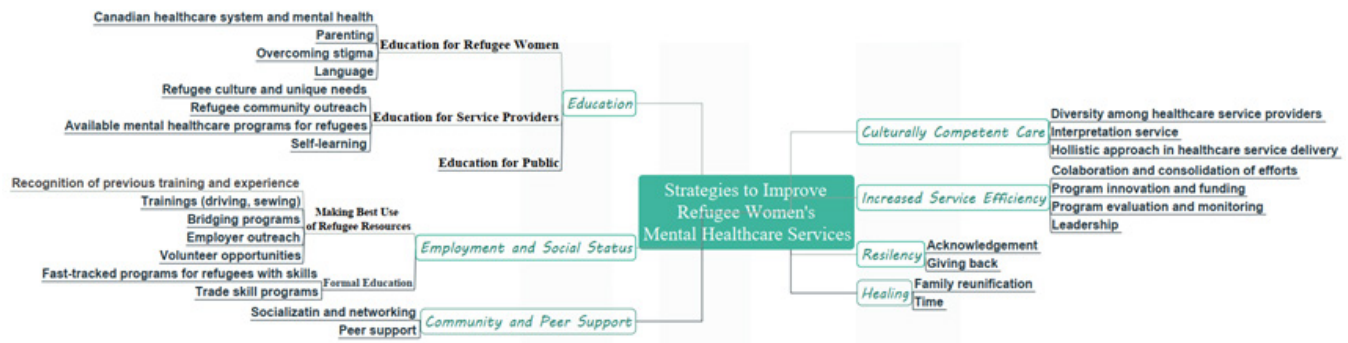 Canadian healthcare system and mental health
Parenting
Overcoming stigma
Language
Education for Refugee Women
Refugee culture and unique needs
Refugee community outreach
Available mental healthcare programs for refugees
Self-learning
Education for Service Providers
Education for Public
Education
Recognition of previous training and experience
Trainings (driving, sewing)
Bridging programs
Employer outreach
Volunteer opportunities
Making Best Use
of Refugee Resources
Fast-tracked programs for refugees with skills
Trade skill programs
Formal Education
Employment and Social Status
Socializatin and networking
Peer support
Community and Peer Support
Strategies to Improve
Refugee Women's
Mental Healthcare Services
Culturally Competent Care
Diversity among healthcare service providers
Interpretation service
Hollistic approach in healthcare service delivery
Increased Service Efficiency
Colaboration and consolidation of efforts
Program innovation and funding
Program evaluation and monitoring
Leadership
Resilency
Acknowledgement
Giving back
Healing
Family reunification
Time